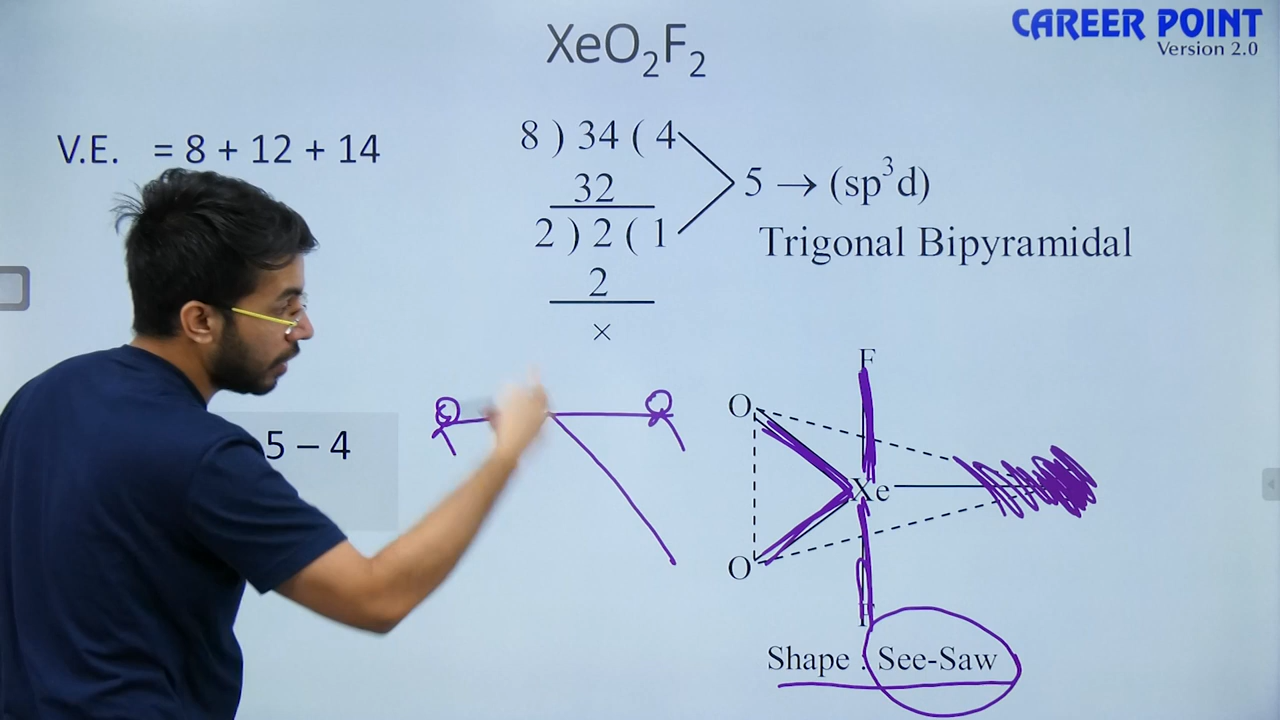 XeO₂F₂
CAREER POINT
Version 2.0
V.E. = 8 + 12 + 14
8 ) 34 ( 4
32
2 ) 2 ( 1
2
×
5 → (sp³d)
Trigonal Bipyramidal
5 – 4
F
O
Xe
O
F
Shape : See-Saw